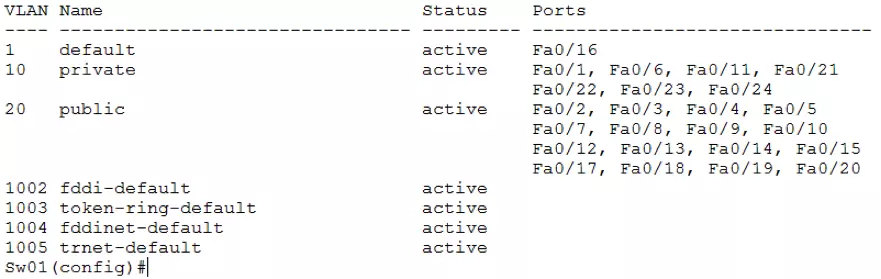 VLAN Name                             Status    Ports
---- -------------------------------- --------- -------------------------------
1    default                          active    Fa0/16
10   private                          active    Fa0/1, Fa0/6, Fa0/11, Fa0/21
                                                Fa0/22, Fa0/23, Fa0/24
20   public                           active    Fa0/2, Fa0/3, Fa0/4, Fa0/5
                                                Fa0/7, Fa0/8, Fa0/9, Fa0/10
                                                Fa0/12, Fa0/13, Fa0/14, Fa0/15
                                                Fa0/17, Fa0/18, Fa0/19, Fa0/20
1002 fddi-default                     active
1003 token-ring-default               active
1004 fddinet-default                  active
1005 trnet-default                    active
Sw01(config)#